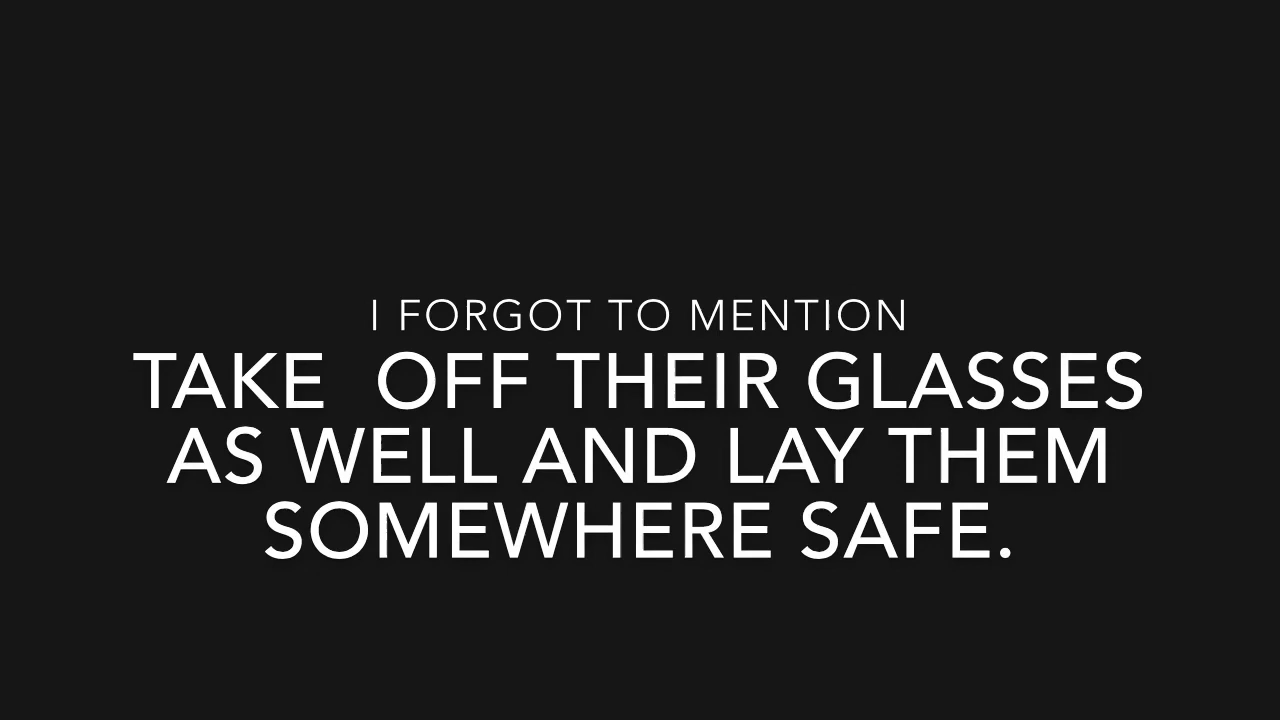 I FORGOT TO MENTION
TAKE  OFF THEIR GLASSES
AS WELL AND LAY THEM
SOMEWHERE SAFE.